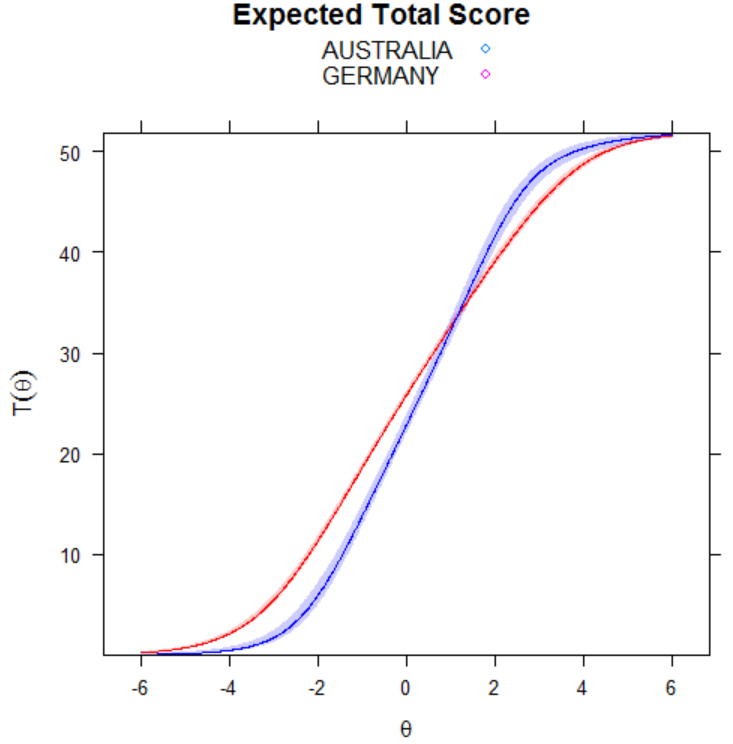 Expected Total Score
AUSTRALIA
GERMANY
50
40
30
20
10
T(θ)
-6 -4 -2 0 2 4 6
θ